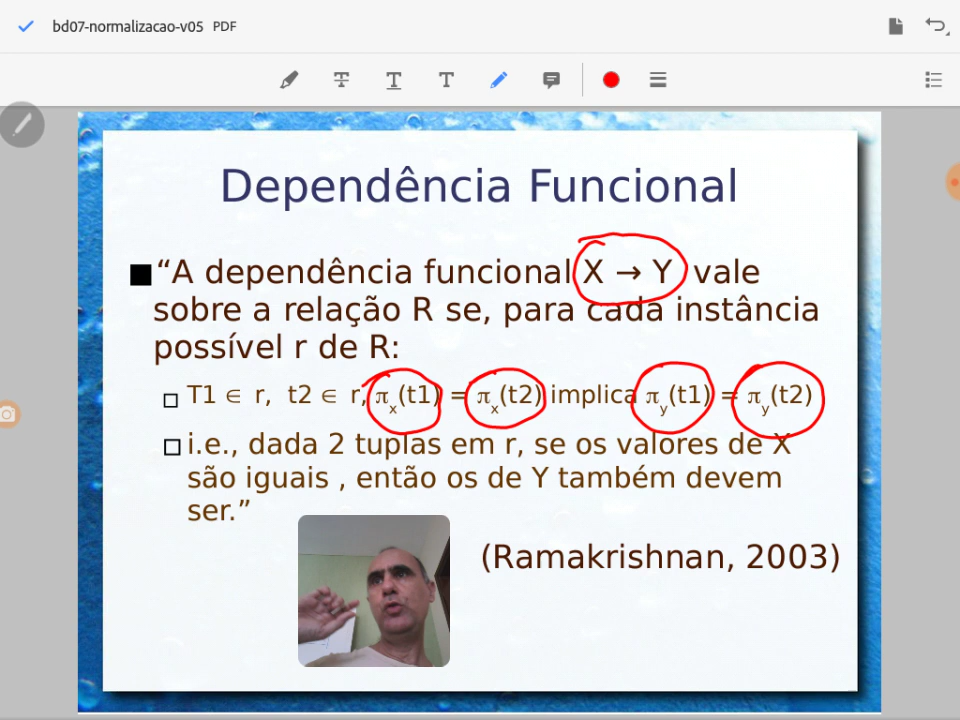 bd07-normalizacao-v05 PDF
T T T
Dependência Funcional
“A dependência funcional X → Y vale
sobre a relação R se, para cada instância
possível r de R:
T1 ∈ r, t2 ∈ r, πx(t1) = πx(t2) implica πy(t1) = πy(t2)
i.e., dada 2 tuplas em r, se os valores de X
são iguais , então os de Y também devem
ser.”
(Ramakrishnan, 2003)